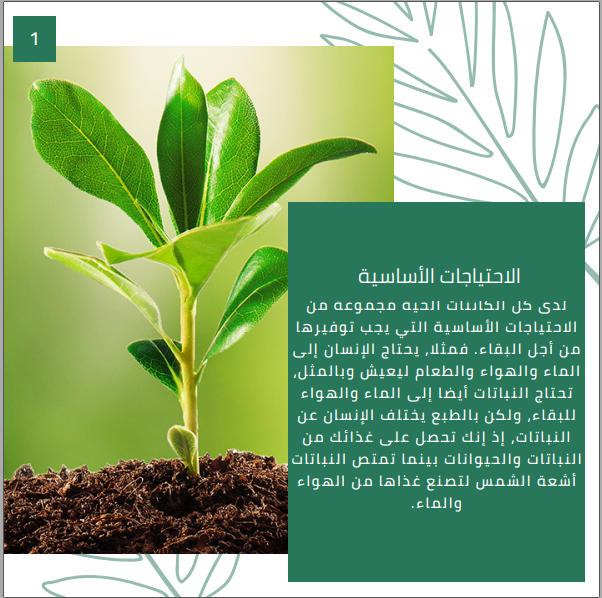 1
الاحتياجات الأساسية
لدى كل الكائنات الحية مجموعة من
الاحتياجات الأساسية التي يجب توفيرها
من أجل البقاء. فمثلا، يحتاج الإنسان إلى
الماء والهواء والطعام ليعيش وبالمثل،
تحتاج النباتات أيضا إلى الماء والهواء
للبقاء، ولكن بالطبع يختلف الإنسان عن
النباتات، إذ إنك تحصل على غذائك من
النباتات والحيوانات بينما تمتص النباتات
أشعة الشمس لتصنع غذاها من الهواء
والماء.